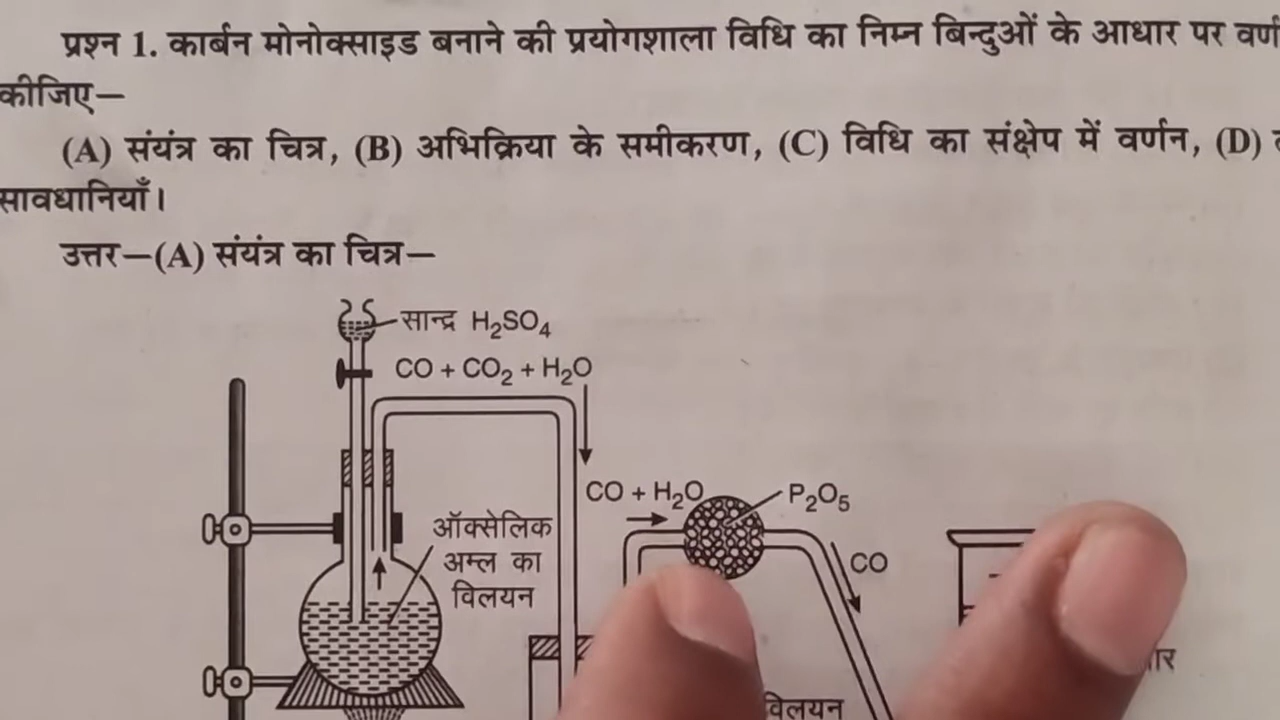 प्रश्न 1. कार्बन मोनोक्साइड बनाने की प्रयोगशाला विधि का निम्न बिन्दुओं के आधार पर
कीजिए—
(A) संयंत्र का चित्र, (B) अभिक्रिया के समीकरण, (C) विधि का संक्षेप में वर्णन, (D)
सावधानियाँ।
उत्तर—(A) संयंत्र का चित्र—
सान्द्र H₂SO₄
CO + CO₂ + H₂O
CO + H₂O
P₂O₅
ऑक्सेलिक
अम्ल का
विलयन
CO
विलयन